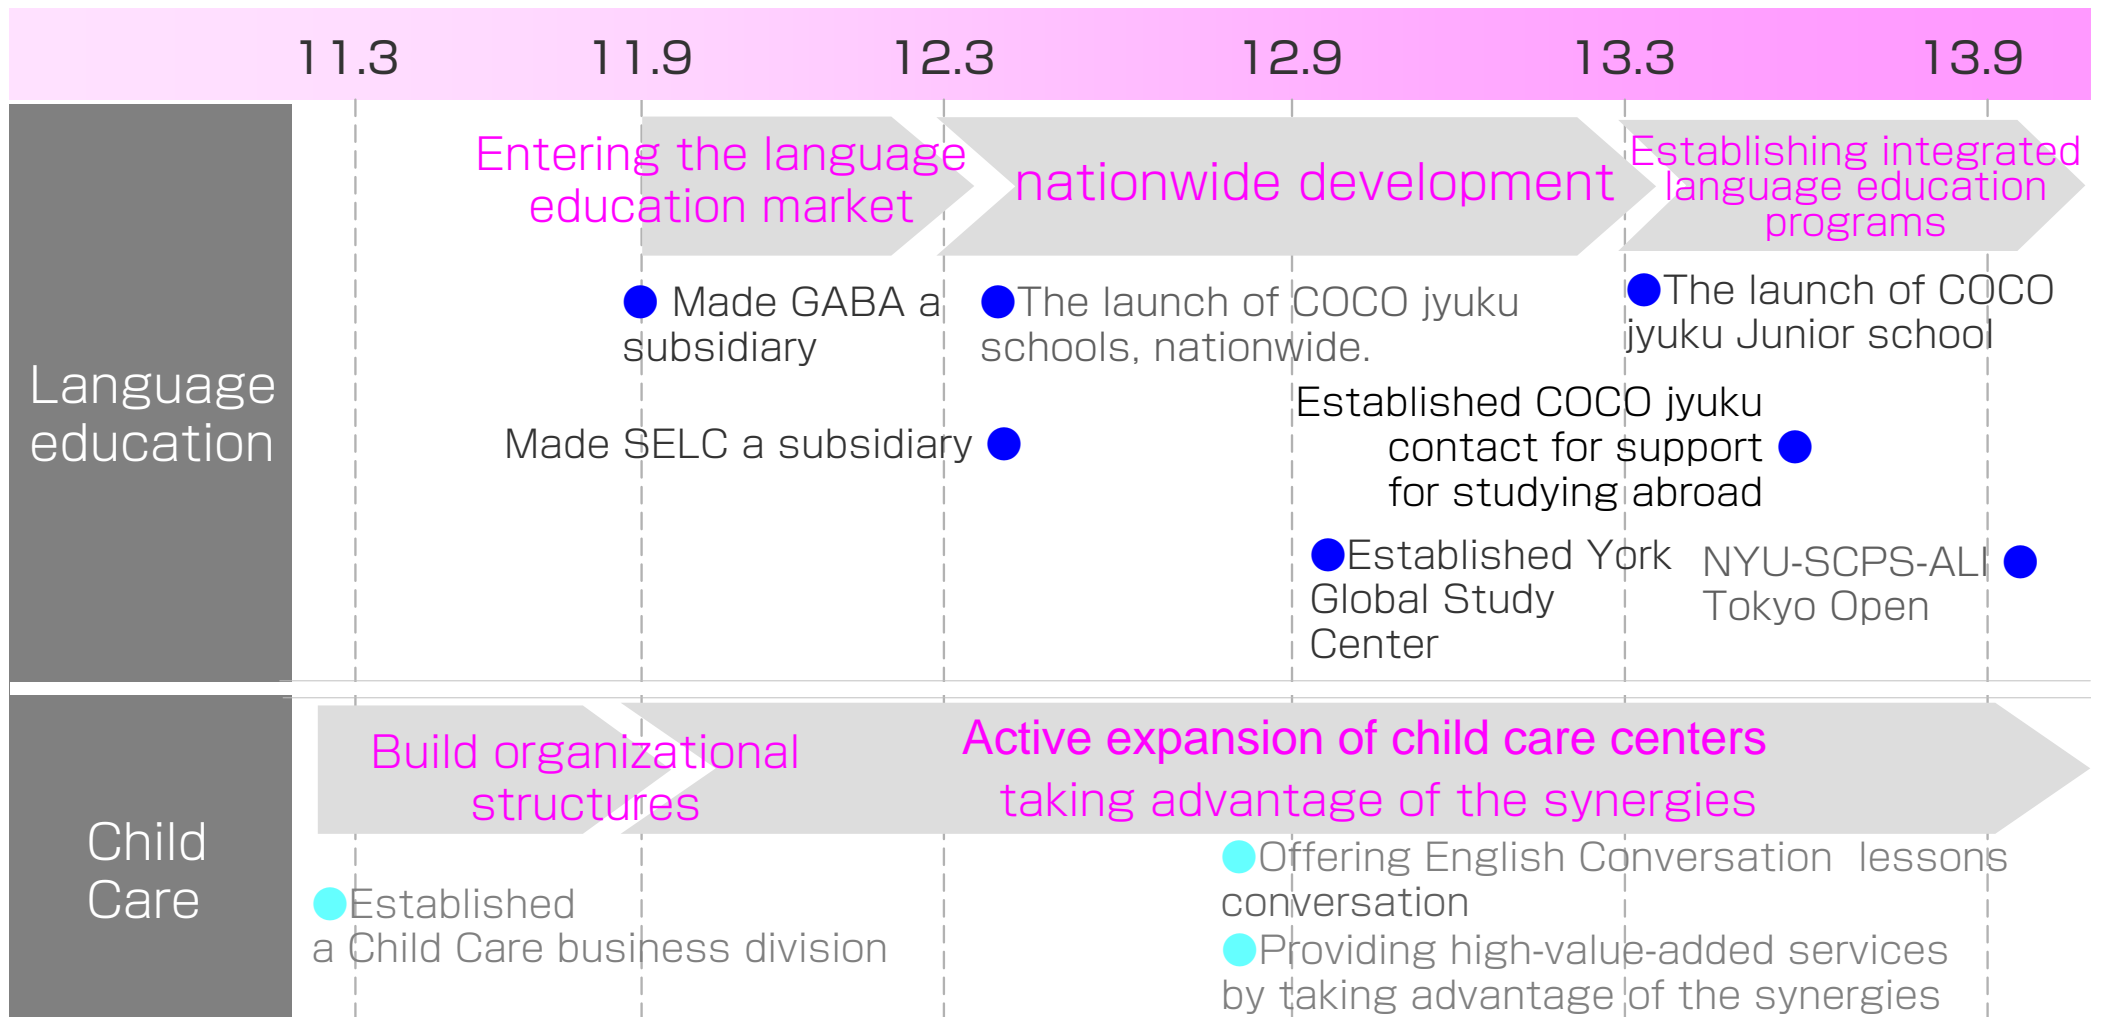 11.3 11.9 12.3 12.9 13.3 13.9
Language
education
Entering the language
education market
nationwide development
Establishing integrated
language education
programs
●Made GABA a
subsidiary
●The launch of COCO jyuku
schools, nationwide.
●The launch of COCO
jyuku Junior school
Made SELC a subsidiary ●
Established COCO jyuku
contact for support ●
for studying abroad
●Established York
Global Study
Center
NYU-SCPS-ALI ●
Tokyo Open
Child
Care
Build organizational
structures
Active expansion of child care centers
taking advantage of the synergies
●Established
a Child Care business division
●Offering English Conversation lessons
conversation
●Providing high-value-added services
by taking advantage of the synergies